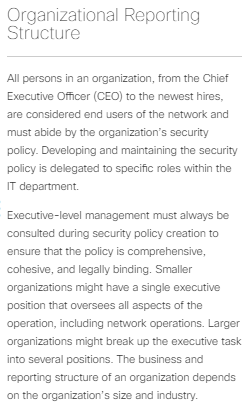 Organizational Reporting
Structure
All persons in an organization, from the Chief
Executive Officer (CEO) to the newest hires,
are considered end users of the network and
must abide by the organization's security
policy. Developing and maintaining the security
policy is delegated to specific roles within the
IT department.
Executive-level management must always be
consulted during security policy creation to
ensure that the policy is comprehensive,
cohesive, and legally binding. Smaller
organizations might have a single executive
position that oversees all aspects of the
operation, including network operations. Larger
organizations might break up the executive task
into several positions. The business and
reporting structure of an organization depends
on the organization's size and industry.